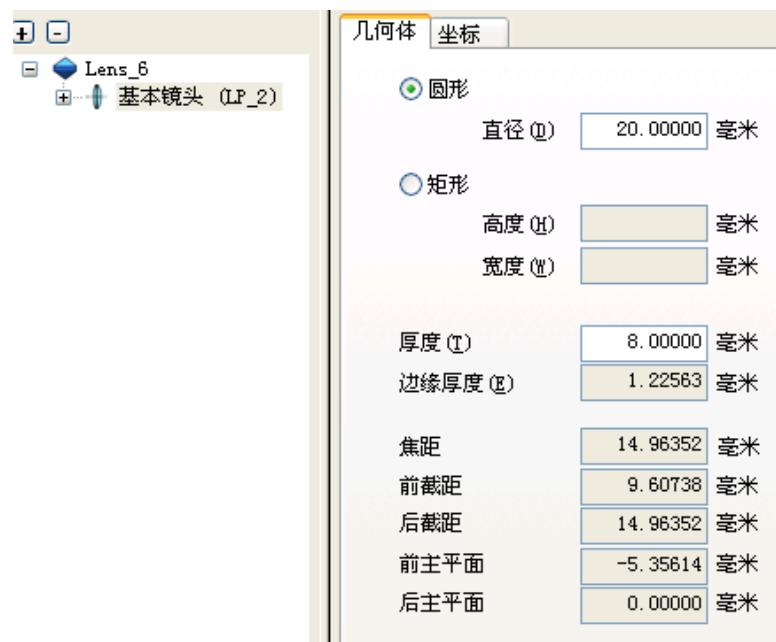 Lens_6
基本镜头 (LP_2)
几何体 坐标
圆形
直径(D) 20.00000 毫米
矩形
高度(H) 毫米
宽度(W) 毫米
厚度(T) 8.00000 毫米
边缘厚度(E) 1.22563 毫米
焦距 14.96352 毫米
前截距 9.60738 毫米
后截距 14.96352 毫米
前主平面 -5.35614 毫米
后主平面 0.00000 毫米